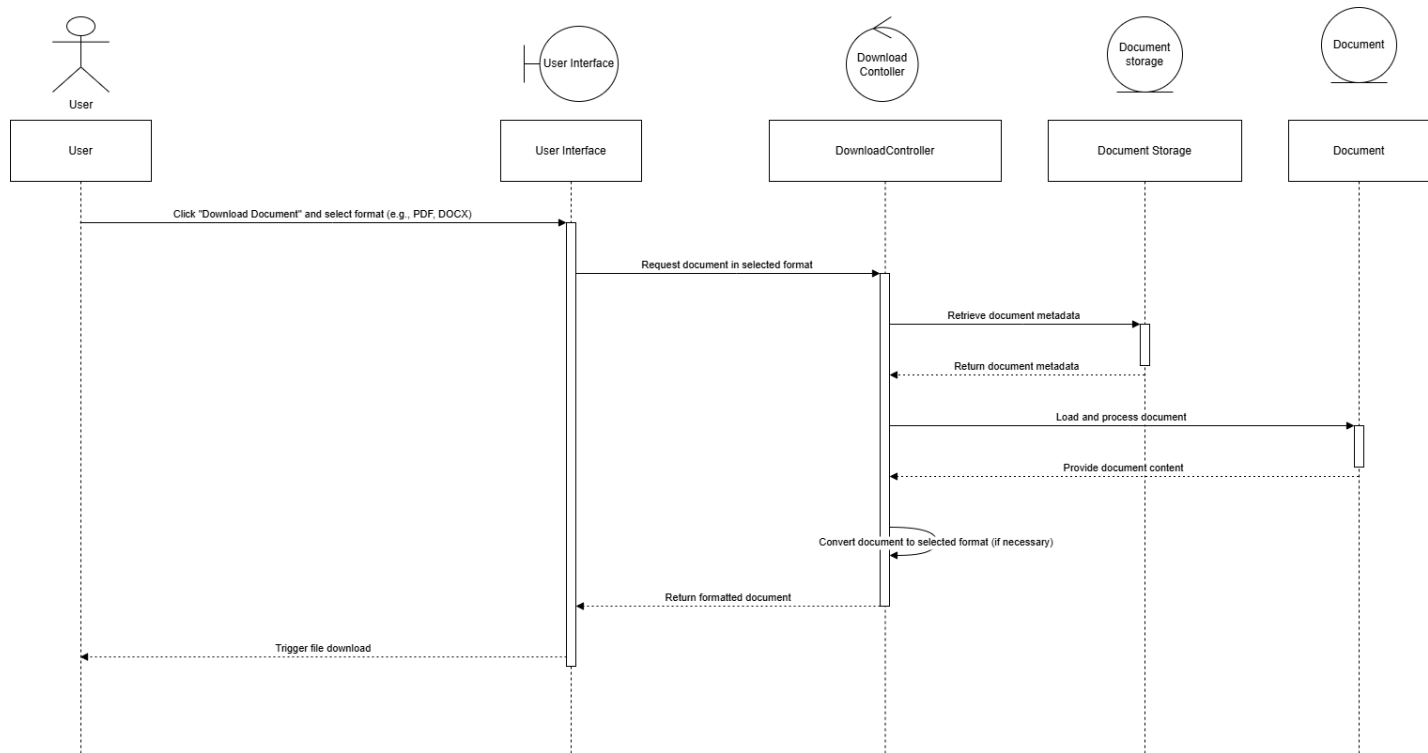 User
User Interface
Download
Contoller
Document
storage
Document
User
User Interface
DownloadController
Document Storage
Document
Click "Download Document" and select format (e.g., PDF, DOCX)
Request document in selected format
Retrieve document metadata
Return document metadata
Load and process document
Provide document content
Convert document to selected format (if necessary)
Return formatted document
Trigger file download